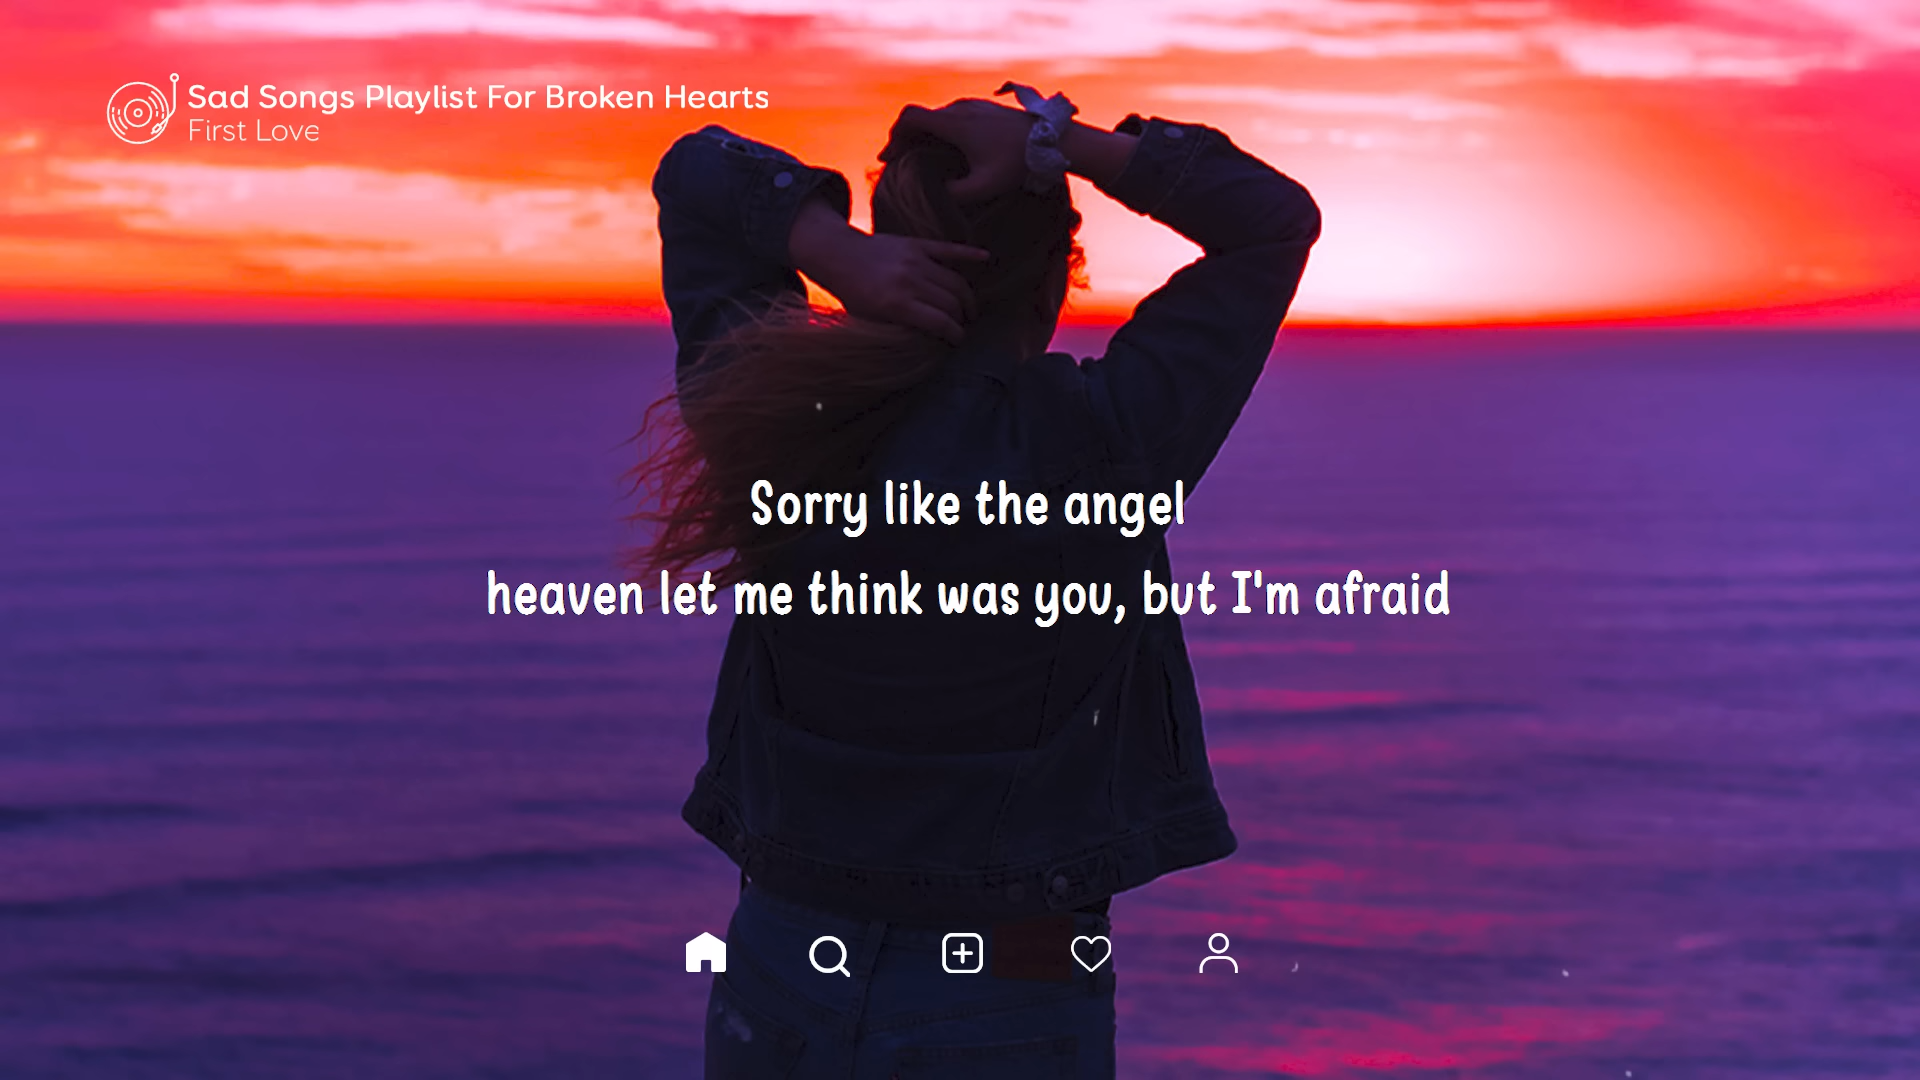 Sad Songs Playlist For Broken Hearts
First Love
Sorry like the angel
heaven let me think was you, but I'm afraid